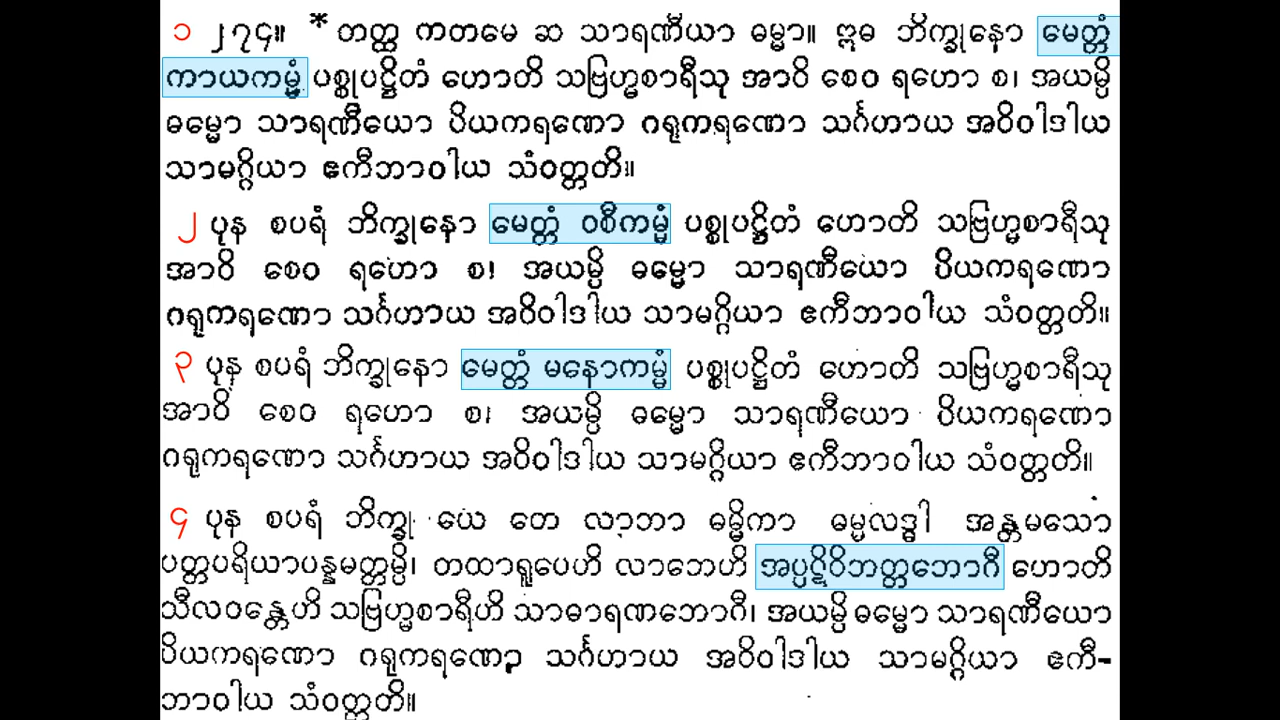 ၁ ၂၇၄။ *တတ္ထ ကတမေ ဆ သာရဏီယာ ဓမ္မာ။ ဣဓ ဘိက္ခုနော မေတ္တံ
ကာယကမ္မံ ပစ္စုပဋ္ဌိတံ ဟောတိ သဗြဟ္မစာရီသု အာဝိ စေဝ ရဟော စ၊ အယမ္ပိ
ဓမ္မော သာရဏီယော ပိယကရဏော ဂရုကရဏော သင်္ဂဟာယ အဝိဝါဒါယ
သာမဂ္ဂိယာ ဧကီဘာဝါယ သံဝတ္တတိ။
၂ ပုန စပရံ ဘိက္ခုနော မေတ္တံ ဝစီကမ္မံ ပစ္စုပဋ္ဌိတံ ဟောတိ သဗြဟ္မစာရီသု
အာဝိ စေဝ ရဟော စ၊ အယမ္ပိ ဓမ္မော သာရဏီယော ပိယကရဏော
ဂရုကရဏော သင်္ဂဟာယ အဝိဝါဒါယ သာမဂ္ဂိယာ ဧကီဘာဝါယ သံဝတ္တတိ။
၃ ပုန စပရံ ဘိက္ခုနော မေတ္တံ မနောကမ္မံ ပစ္စုပဋ္ဌိတံ ဟောတိ သဗြဟ္မစာရီသု
အာဝိ စေဝ ရဟော စ၊ အယမ္ပိ ဓမ္မော သာရဏီယော ပိယကရဏော
ဂရုကရဏော သင်္ဂဟာယ အဝိဝါဒါယ သာမဂ္ဂိယာ ဧကီဘာဝါယ သံဝတ္တတိ။
၄ ပုန စပရံ ဘိက္ခု ယေ တေ လာဘာ ဓမ္မိကာ ဓမ္မလဒ္ဓါ အန္တမသော
ပတ္တပရိယာပန္နမတ္တမ္ပိ၊ တထာရူပေဟိ လာဘေဟိ အပ္ပဋိဝိဘတ္တဘောဂီ ဟောတိ
သီလဝန္တေဟိ သဗြဟ္မစာရီဟိ သာဓာရဏဘောဂီ၊ အယမ္ပိ ဓမ္မော သာရဏီယော
ပိယကရဏော ဂရုကရဏော သင်္ဂဟာယ အဝိဝါဒါယ သာမဂ္ဂိယာ ဧကီ-
ဘာဝါယ သံဝတ္တတိ။